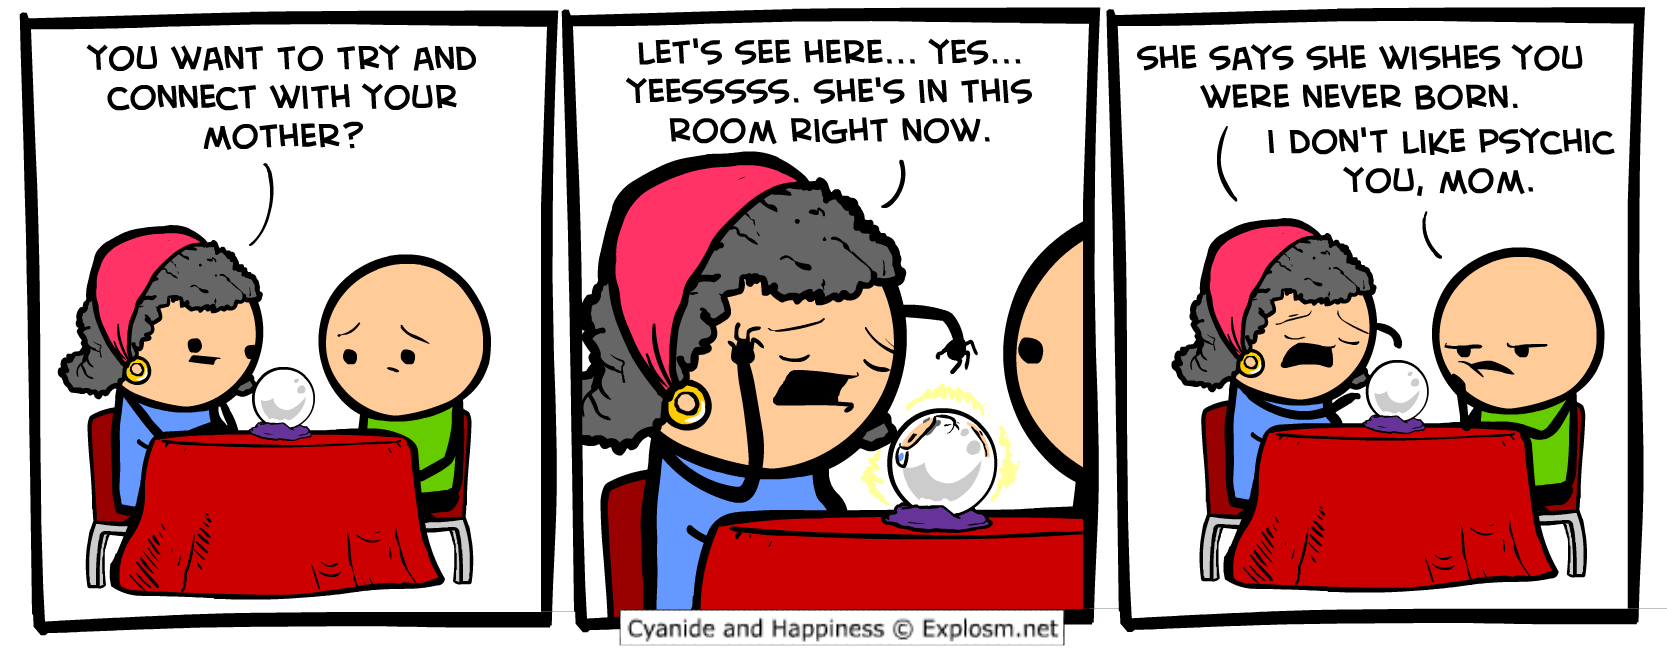 YOU WANT TO TRY AND
CONNECT WITH YOUR
MOTHER?
LET'S SEE HERE... YES...
YEESSSSS. SHE'S IN THIS
ROOM RIGHT NOW.
SHE SAYS SHE WISHES YOU
WERE NEVER BORN.
I DON'T LIKE PSYCHIC
YOU, MOM.
Cyanide and Happiness © Explosm.net